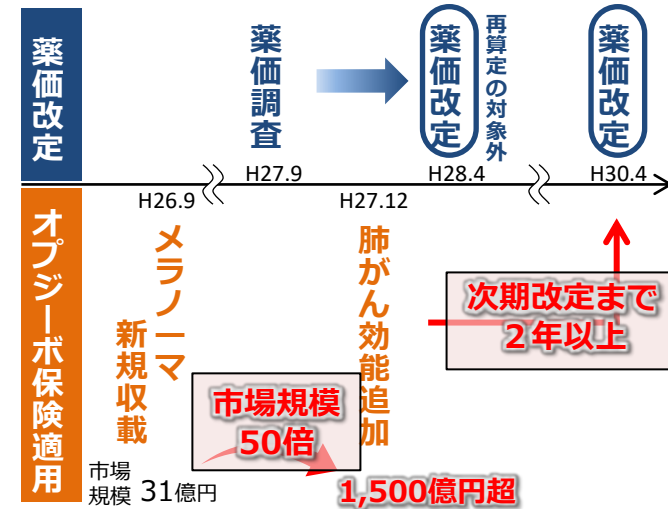 薬価改定
薬価調査
薬価改定
再算定の対象外
薬価改定
H27.9
H28.4
H30.4
H26.9
H27.12
オプジーボ保険適用
メラノーマ
新規収載
肺がん効能追加
次期改定まで
２年以上
市場規模
50倍
市場
規模 31億円
1,500億円超